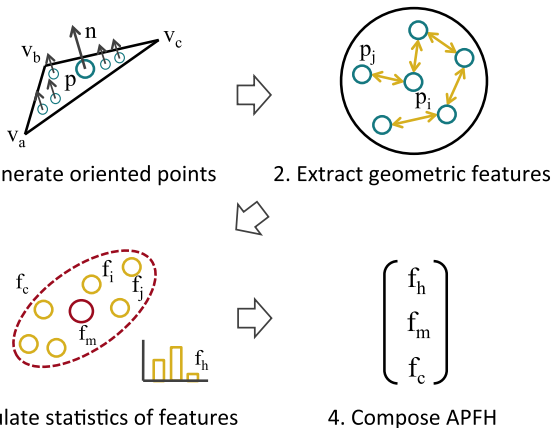 n
v_c
v_b
p
v_a
p_j
p_i
nerate oriented points
2. Extract geometric features
f_c
f_i
f_j
f_m
f_h
f_h
f_m
f_c
ulate statistics of features
4. Compose APFH